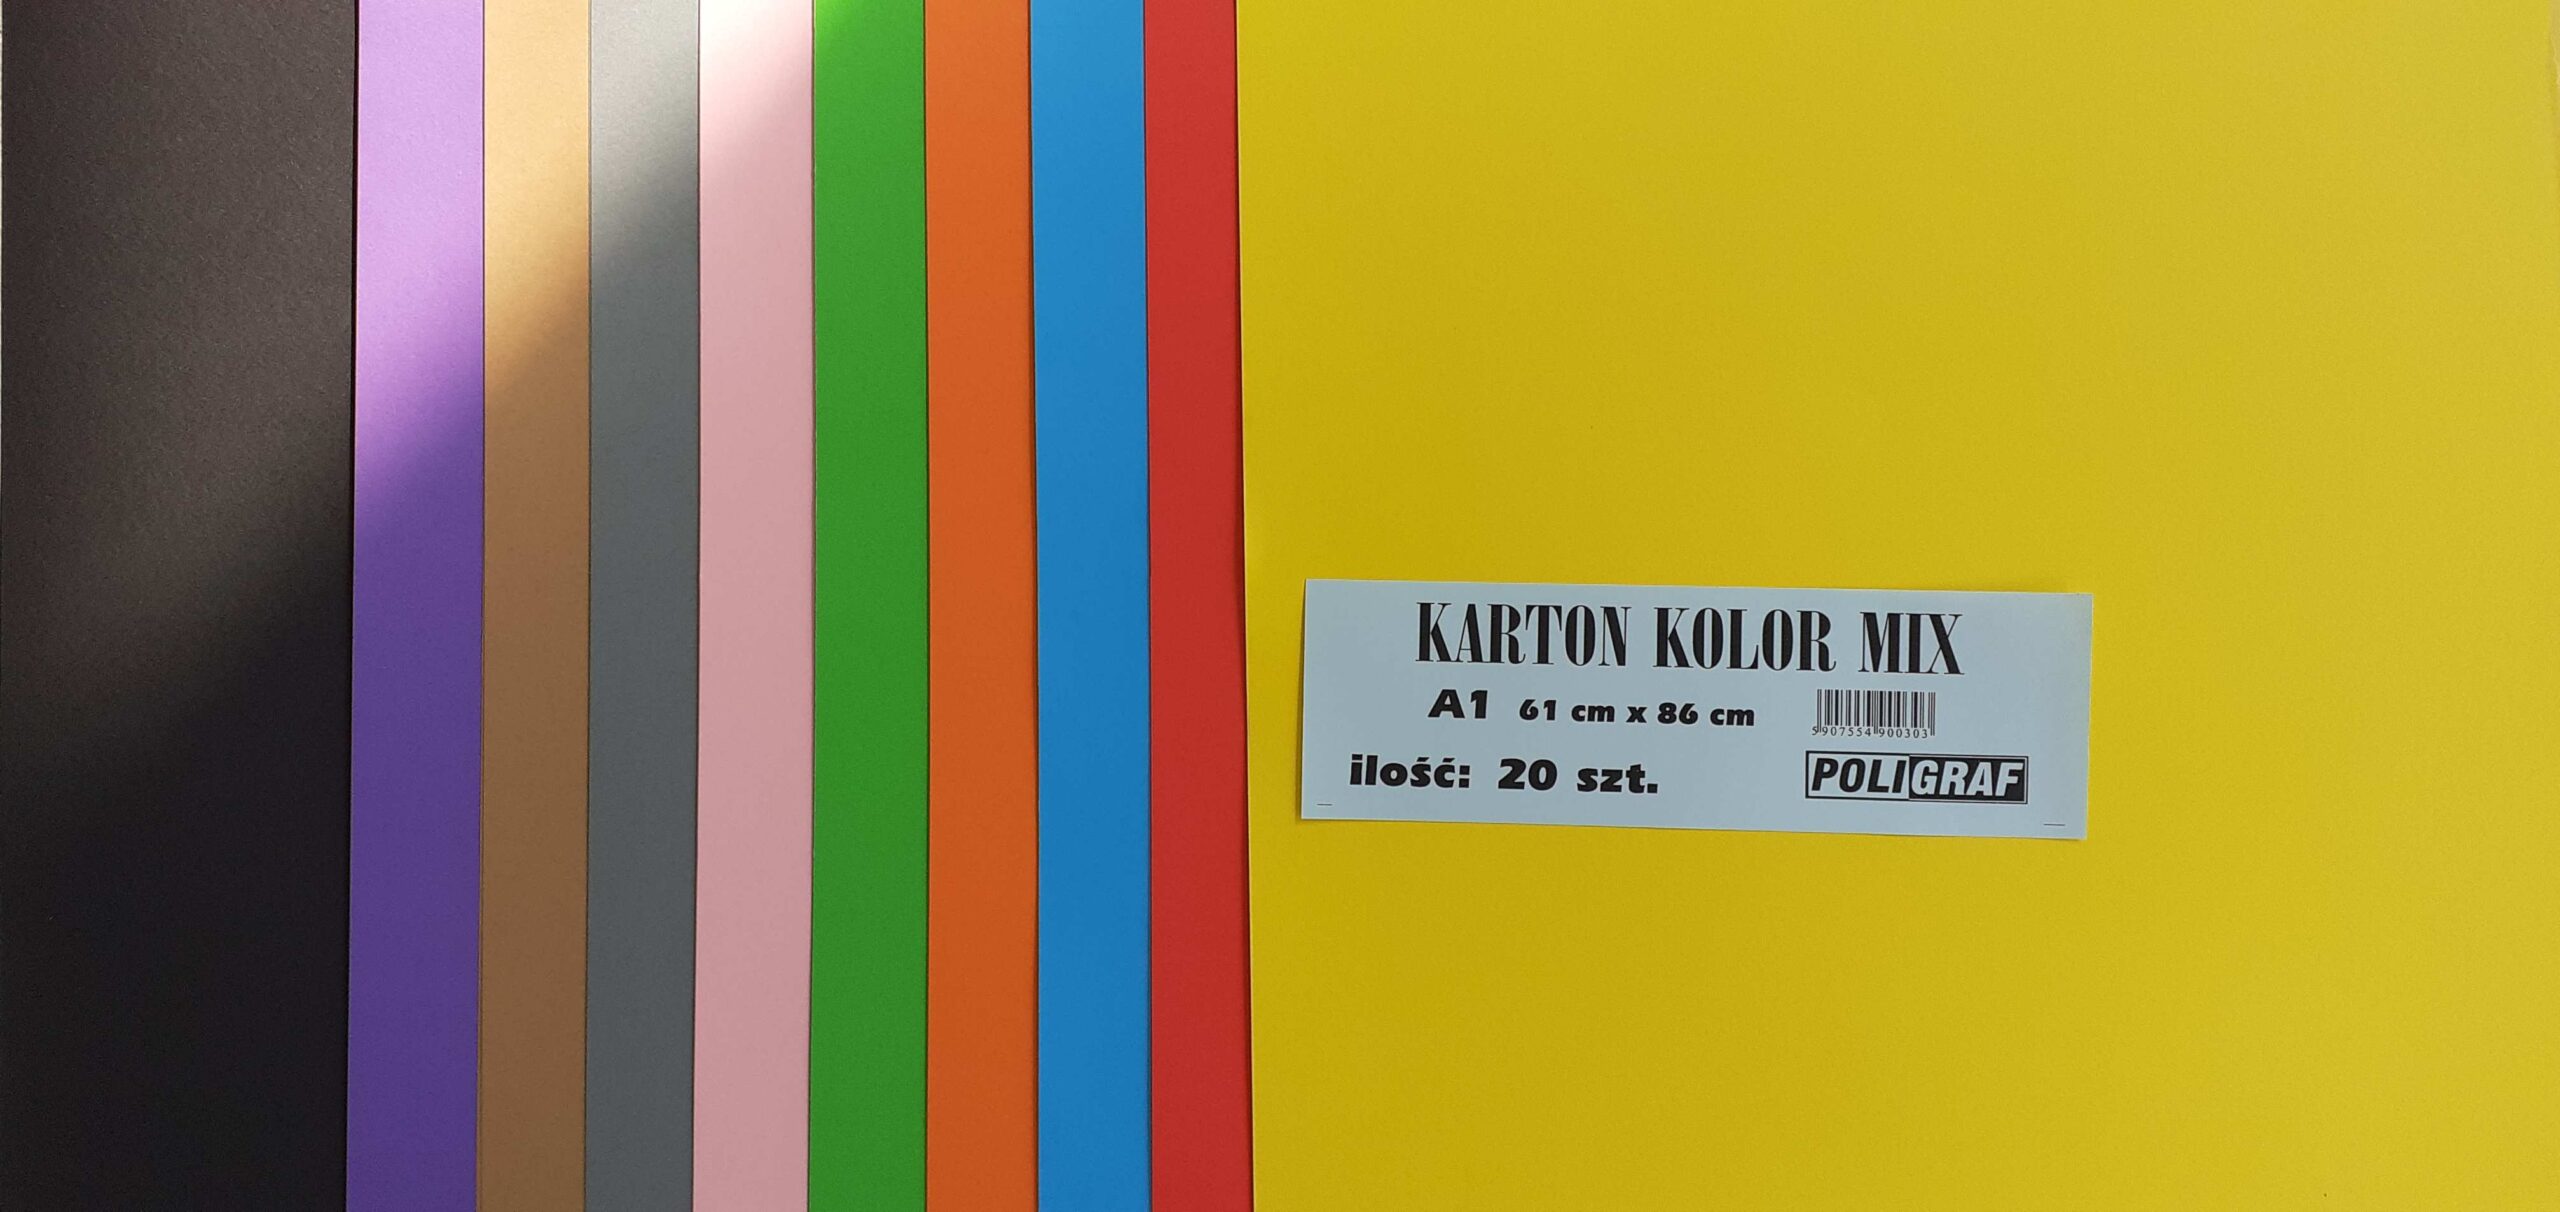 KARTON KOLOR MIX
A1 61 cm x 86 cm
5907554900303
ilość: 20 szt.
POLIGRAF